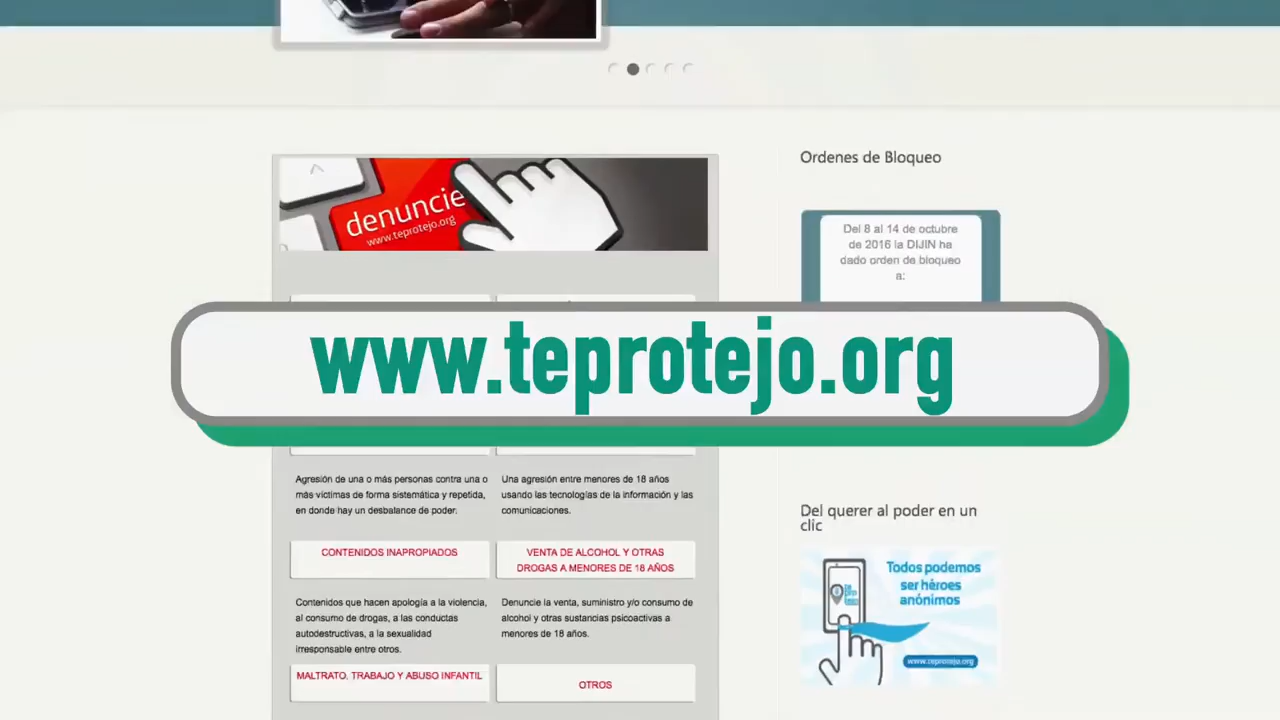 denuncie
www.teprotejo.org
Ordenes de Bloqueo
Del 8 al 14 de octubre
de 2016 la DIJIN ha
dado orden de bloqueo
a:
www.teprotejo.org
Agresión de una o más personas contra una o
más víctimas de forma sistemática y repetida,
en donde hay un desbalance de poder.
Una agresión entre menores de 18 años
usando las tecnologías de la información y las
comunicaciones.
CONTENIDOS INAPROPIADOS
VENTA DE ALCOHOL Y OTRAS
DROGAS A MENORES DE 18 AÑOS
Contenidos que hacen apología a la violencia,
al consumo de drogas, a las conductas
autodestructivas, a la sexualidad
irresponsable entre otros.
Denuncie la venta, suministro y/o consumo de
alcohol y otras sustancias psicoactivas a
menores de 18 años.
MALTRATO, TRABAJO Y ABUSO INFANTIL
OTROS
Del querer al poder en un
clic
te
pro
tejo
Todos podemos
ser héroes
anónimos
www.teprotejo.org